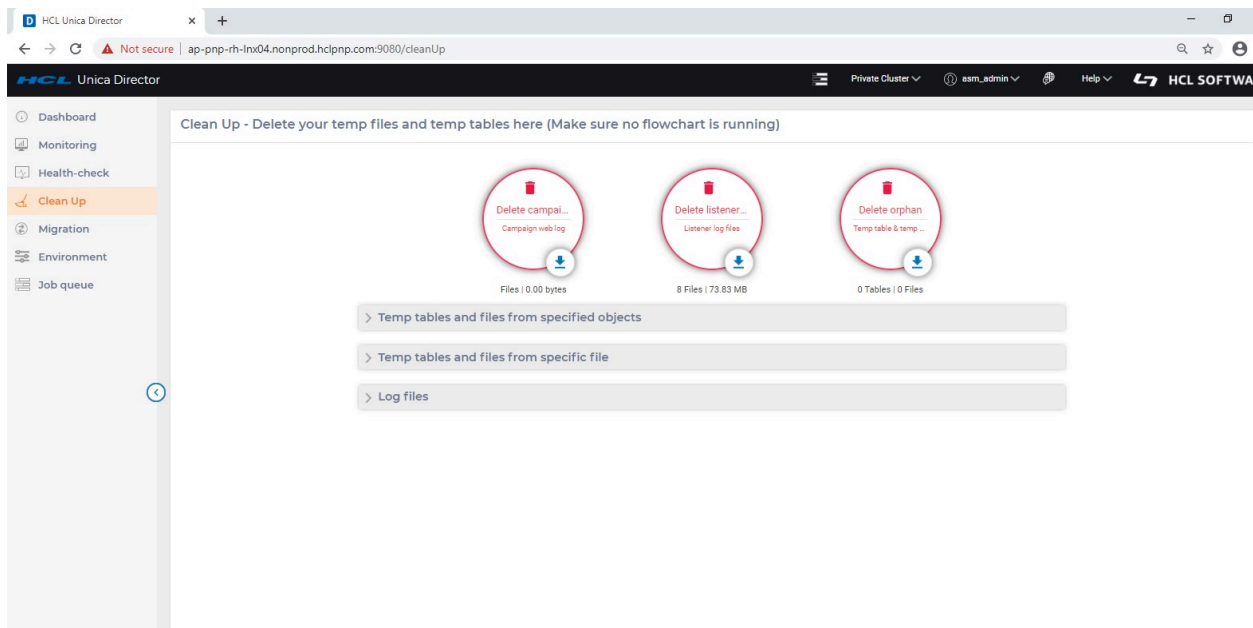 D HCL Unica Director
Not secure | ap-pnp-rh-lnx04.nonprod.hclpnp.com:9080/cleanUp
HCL Unica Director
Private Cluster asm_admin Help HCL SOFTWA
Dashboard
Monitoring
Health-check
Clean Up
Migration
Environment
Job queue
Clean Up - Delete your temp files and temp tables here (Make sure no flowchart is running)
Delete campai...
Campaign web log
Files | 0.00 bytes
Delete listener...
Listener log files
8 Files | 73.83 MB
Delete orphan
Temp table & temp ...
0 Tables | 0 Files
Temp tables and files from specified objects
Temp tables and files from specific file
Log files